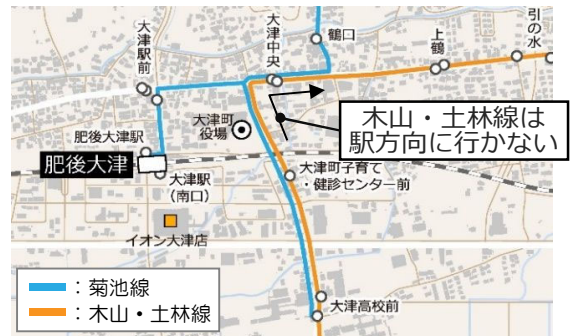 大津駅前
大津中央
鶴口
上鶴
引の水
大津町
役場
木山・土林線は
駅方向に行かない
肥後大津駅
肥後大津
大津駅
(南口)
大津町子育て
・健診センター前
イオン大津店
大津高校前
：菊池線
：木山・土林線